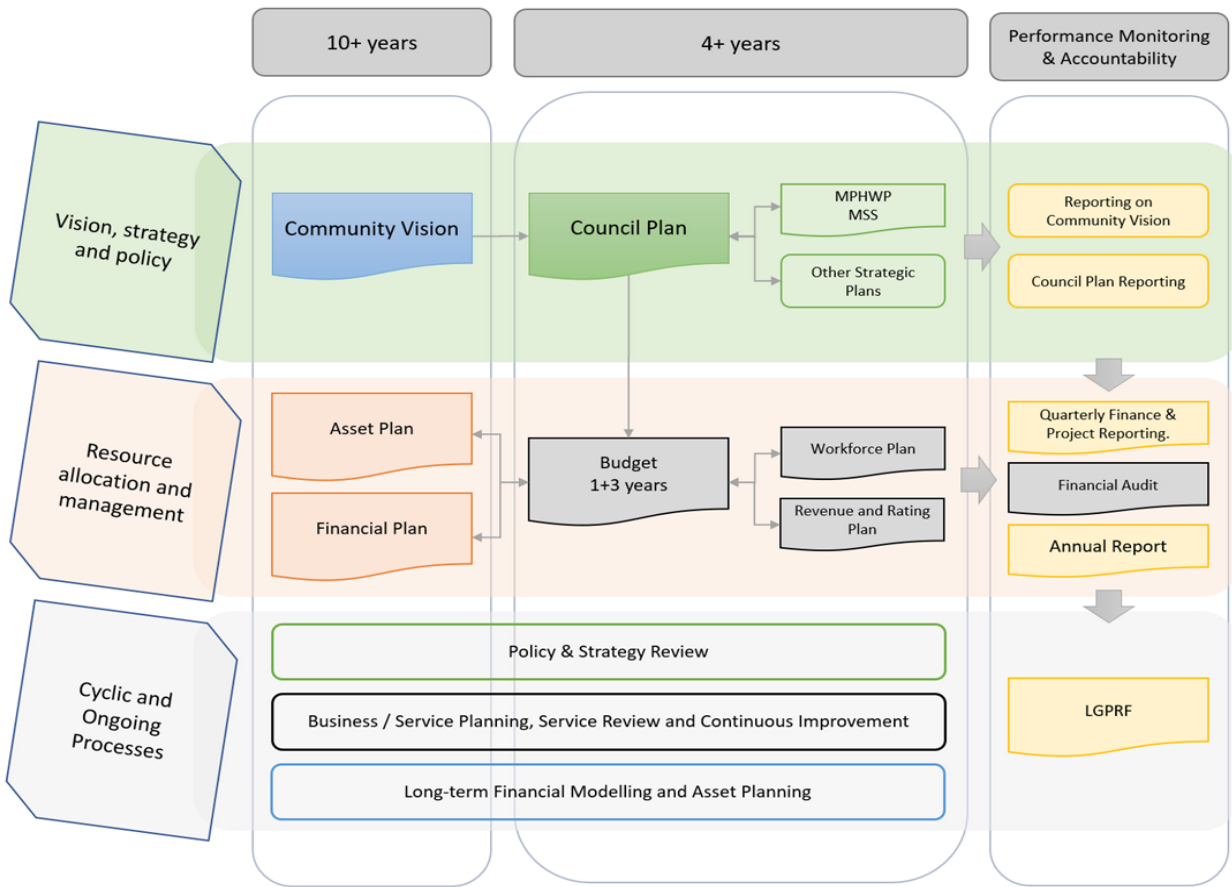 10+ years
4+ years
Performance Monitoring
& Accountability
Vision, strategy
and policy
Community Vision
Council Plan
MPHWP
MSS
Other Strategic
Plans
Reporting on
Community Vision
Council Plan Reporting
Resource
allocation and
management
Asset Plan
Financial Plan
Budget
1+3 years
Workforce Plan
Revenue and Rating
Plan
Quarterly Finance &
Project Reporting.
Financial Audit
Annual Report
Cyclic and
Ongoing
Processes
Policy & Strategy Review
Business / Service Planning, Service Review and Continuous Improvement
Long-term Financial Modelling and Asset Planning
LGPRF